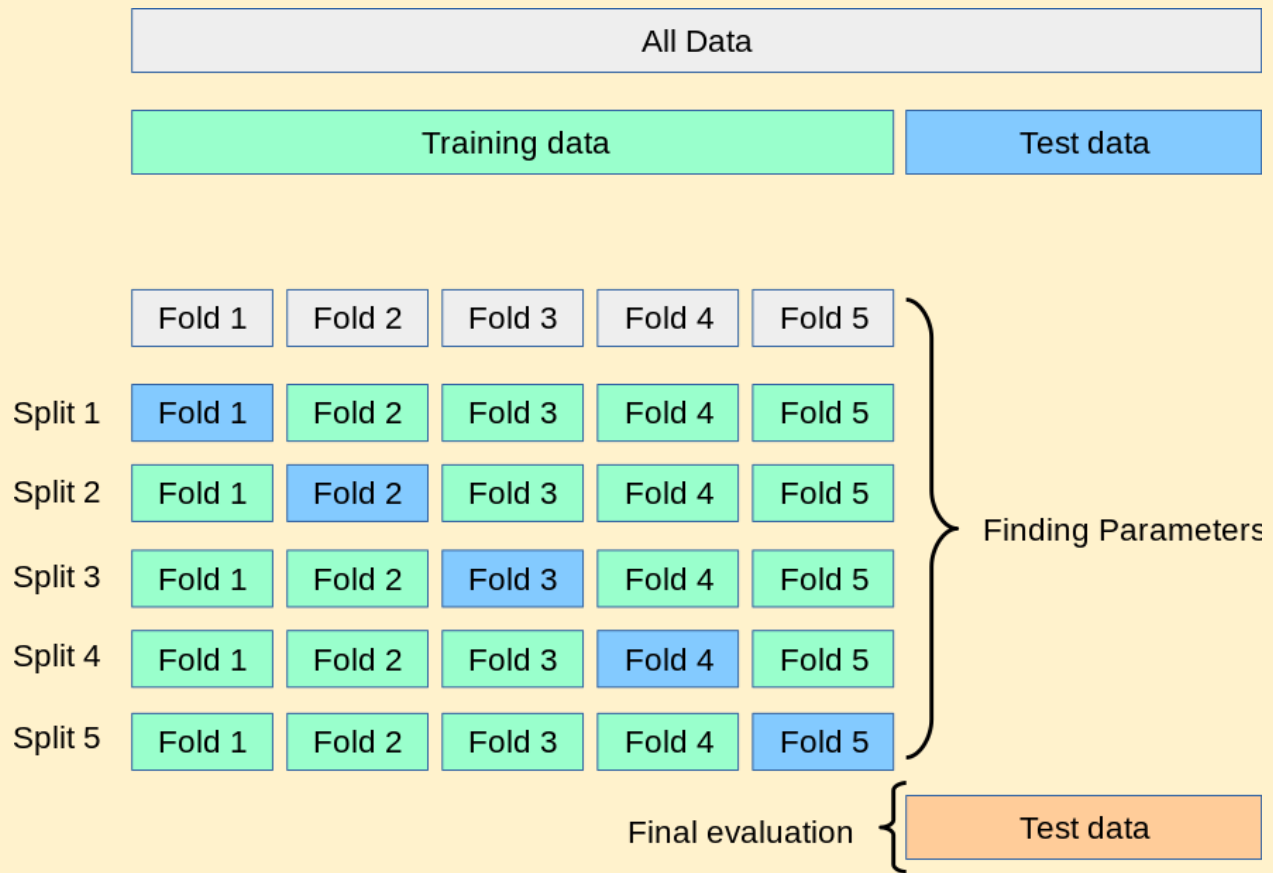 All Data
Training data Test data
Fold 1 Fold 2 Fold 3 Fold 4 Fold 5
Split 1 Fold 1 Fold 2 Fold 3 Fold 4 Fold 5
Split 2 Fold 1 Fold 2 Fold 3 Fold 4 Fold 5
Finding Parameters
Split 3 Fold 1 Fold 2 Fold 3 Fold 4 Fold 5
Split 4 Fold 1 Fold 2 Fold 3 Fold 4 Fold 5
Split 5 Fold 1 Fold 2 Fold 3 Fold 4 Fold 5
Final evaluation Test data